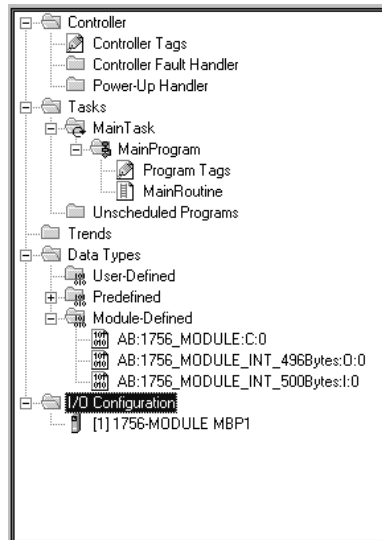 Controller
Controller Tags
Controller Fault Handler
Power-Up Handler
Tasks
MainTask
MainProgram
Program Tags
MainRoutine
Unscheduled Programs
Trends
Data Types
User-Defined
Predefined
Module-Defined
AB:1756_MODULE:C:0
AB:1756_MODULE_INT_496Bytes:O:0
AB:1756_MODULE_INT_500Bytes:I:0
I/O Configuration
[1] 1756-MODULE MBP1